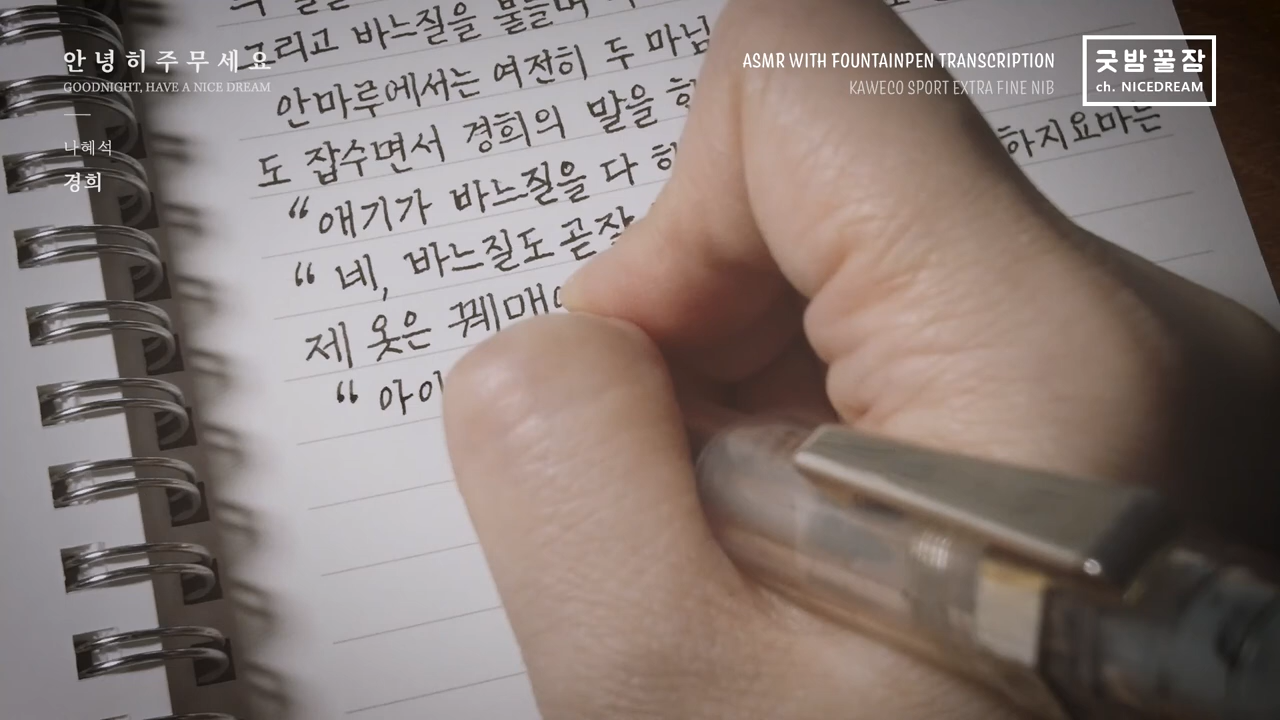 안녕히주무세요
GOODNIGHT, HAVE A NICE DREAM
나혜석
경희
ASMR WITH FOUNTAINPEN TRANSCRIPTION
KAWECO SPORT EXTRA FINE NIB
굿밤꿀잠
ch. NICEDREAM
그리고 바느질을 붙들며
안마루에서는 여전히 두 마님
도 잡수면서 경희의 말을 하지요마는
“애기가 바느질을 다
“네, 바느질도 곧잘
제 옷은 꿰매
“아이